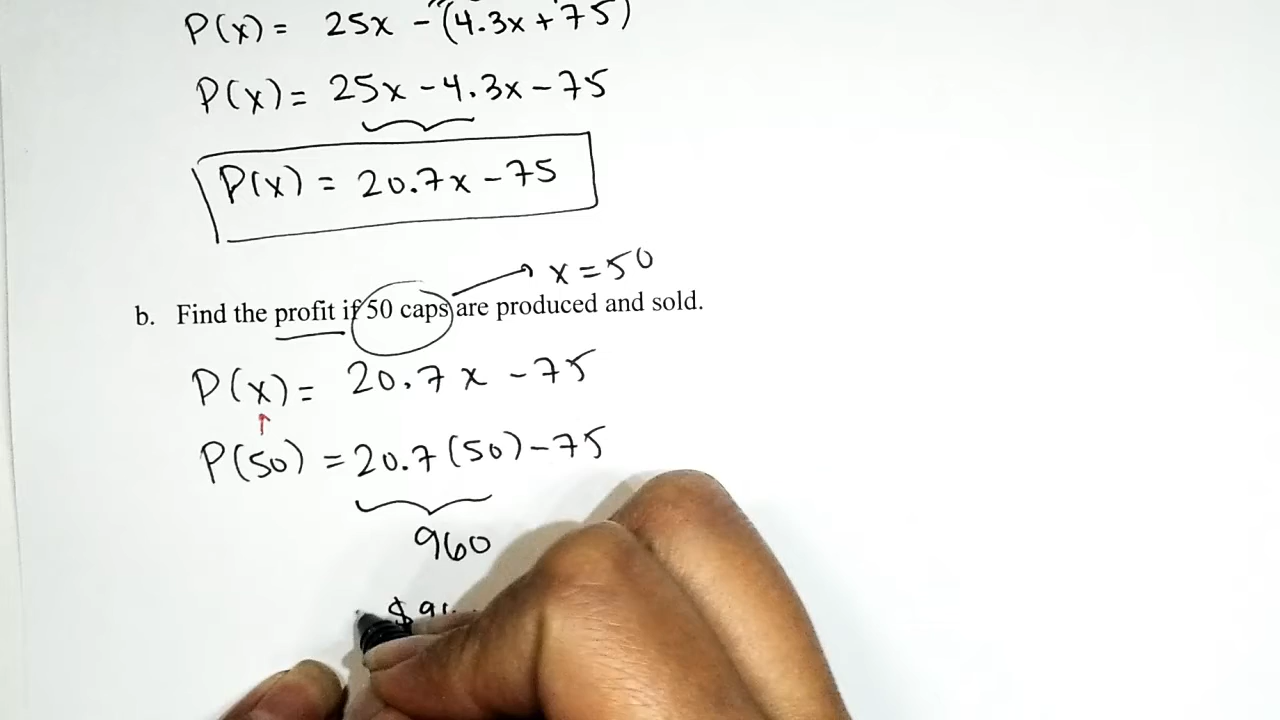 P(x) = 25x - (4.3x + 75)
P(x) = 25x - 4.3x - 75
P(x) = 20.7x - 75
x = 50
b. Find the profit if 50 caps are produced and sold.
P(x) = 20.7x - 75
P(50) = 20.7(50) - 75
960